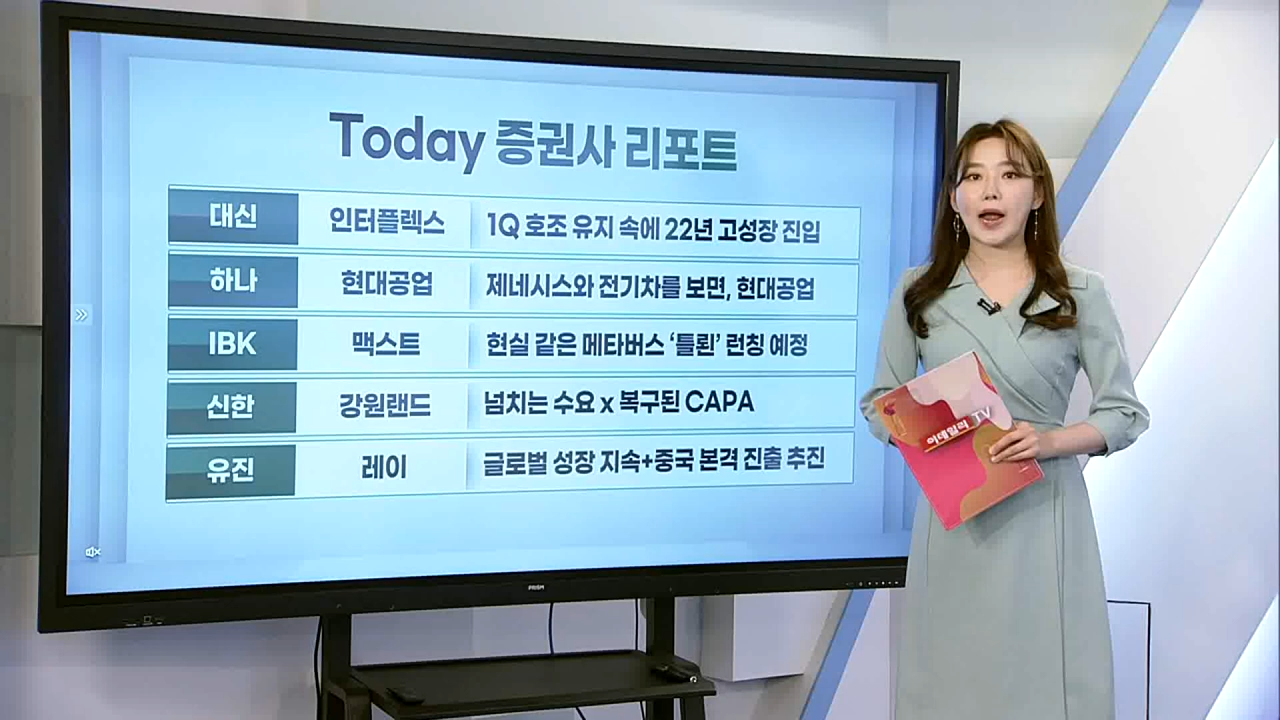 Today 증권사 리포트
대신 인터플렉스 1Q 호조 유지 속에 22년 고성장 진입
하나 현대공업 제네시스와 전기차를 보면, 현대공업
IBK 맥스트 현실 같은 메타버스 ‘틀뢴’ 런칭 예정
신한 강원랜드 넘치는 수요 x 복구된 CAPA
유진 레이 글로벌 성장 지속+중국 본격 진출 추진
이데일리 TV
PRISM